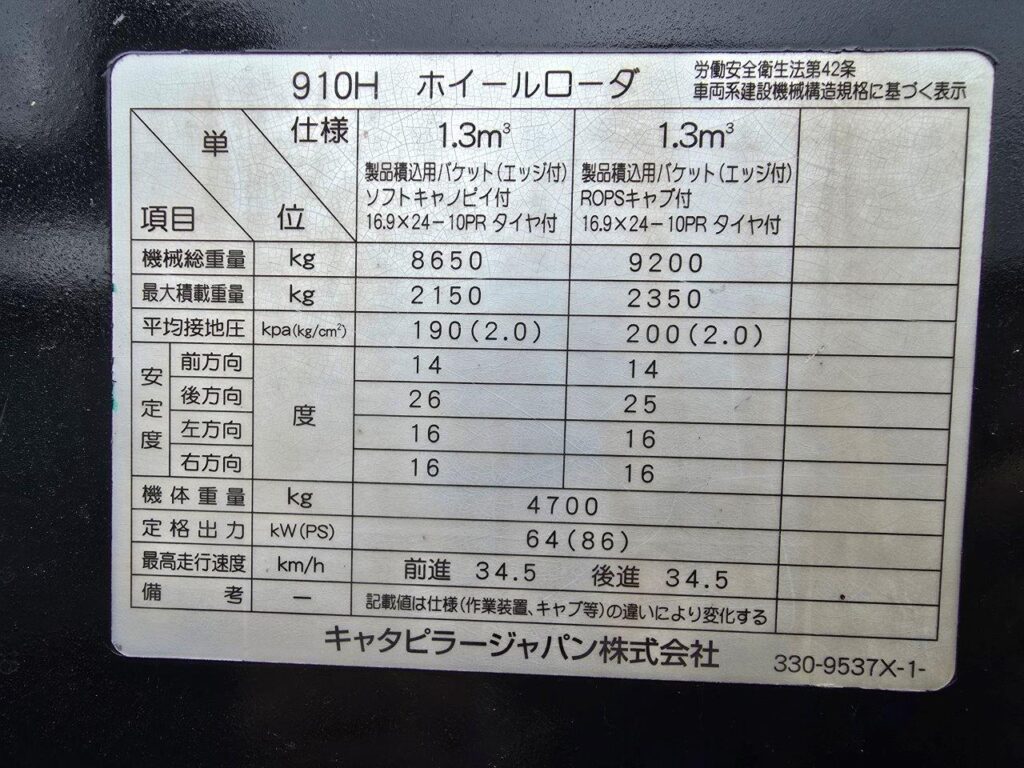 910H ホイールローダ
労働安全衛生法第42条
車両系建設機械構造規格に基づく表示
項目 単位 仕様
1.3m³ 1.3m³
製品積込用バケット(エッジ付) 製品積込用バケット(エッジ付)
ソフトキャノピイ付 ROPSキャブ付
16.9×24−10PR タイヤ付 16.9×24−10PR タイヤ付
機械総重量 kg 8650 9200
最大積載重量 kg 2150 2350
平均接地圧 kpa(kg/cm²) 190(2.0) 200(2.0)
安定度 度
前方向 14 14
後方向 26 25
左方向 16 16
右方向 16 16
機体重量 kg 4700
定格出力 kW(PS) 64(86)
最高走行速度 km/h 前進 34.5 後進 34.5
備考 − 記載値は仕様(作業装置、キャブ等)の違いにより変化する
キャタピラージャパン株式会社
330-9537X-1-